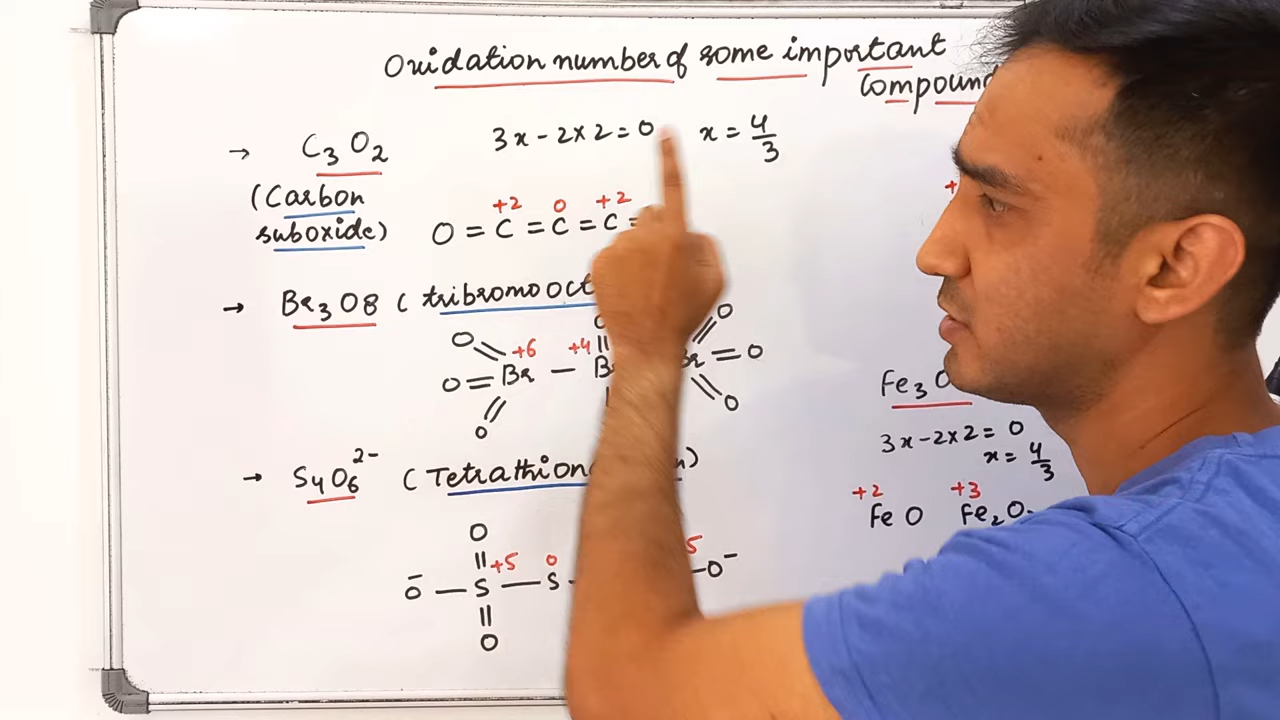 Oxidation number of some important
Compound
→ C3O2 3x - 2x2 = 0 x = 4/3
(Carbon
suboxide)
+2 0 +2
O = C = C = C =
→ Br3O8 (tribromooct
O O O
+6 +4
O = Br — Br = O
O O
Fe3O
3x - 2x2 = 0
x = 4/3
→ S4O6 2- (Tetrathion n)
+2 +3
FeO Fe2O
O
+5 0 5
-O — S — S - - O-
O